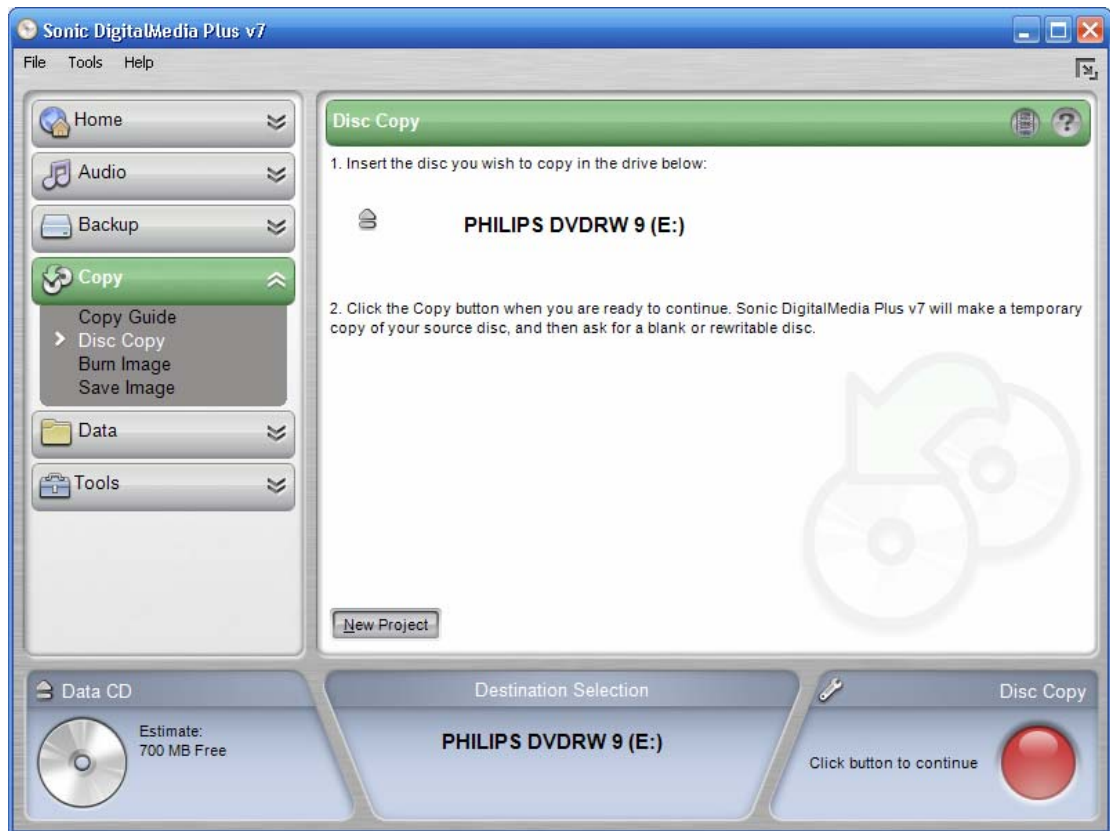 Sonic DigitalMedia Plus v7
File Tools Help
Home
Audio
Backup
Copy
Copy Guide
Disc Copy
Burn Image
Save Image
Data
Tools
Disc Copy
?
1. Insert the disc you wish to copy in the drive below:
PHILIPS DVDRW 9 (E:)
2. Click the Copy button when you are ready to continue. Sonic DigitalMedia Plus v7 will make a temporary
copy of your source disc, and then ask for a blank or rewritable disc.
New Project
Data CD
Estimate:
700 MB Free
Destination Selection
PHILIPS DVDRW 9 (E:)
Disc Copy
Click button to continue